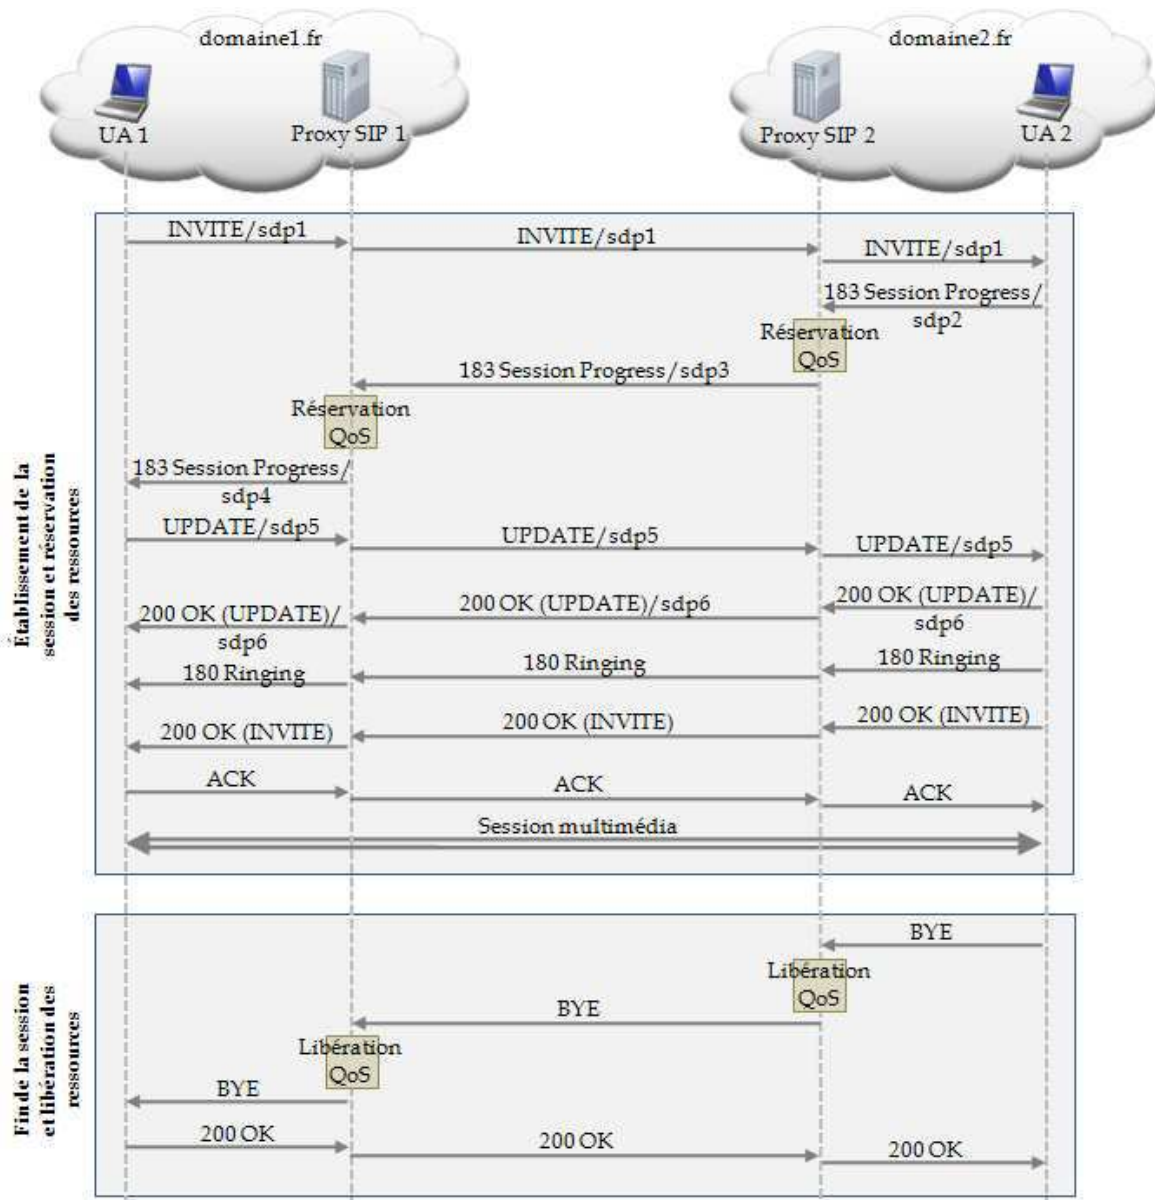 domaine1.fr
domaine2.fr
UA 1
Proxy SIP 1
Proxy SIP 2
UA 2
INVITE/sdp1
INVITE/sdp1
INVITE/sdp1
183 Session Progress/
sdp2
Réservation
QoS
183 Session Progress/sdp3
Réservation
QoS
183 Session Progress/
sdp4
UPDATE/sdp5
UPDATE/sdp5
UPDATE/sdp5
200 OK (UPDATE)/
sdp6
200 OK (UPDATE)/sdp6
200 OK (UPDATE)/
sdp6
180 Ringing
180 Ringing
180 Ringing
200 OK (INVITE)
200 OK (INVITE)
200 OK (INVITE)
ACK
ACK
ACK
Session multimédia
Établissement de la
session et réservation
des ressources
BYE
Libération
QoS
BYE
Libération
QoS
BYE
200 OK
200 OK
200 OK
Fin de la session
et libération des
ressources